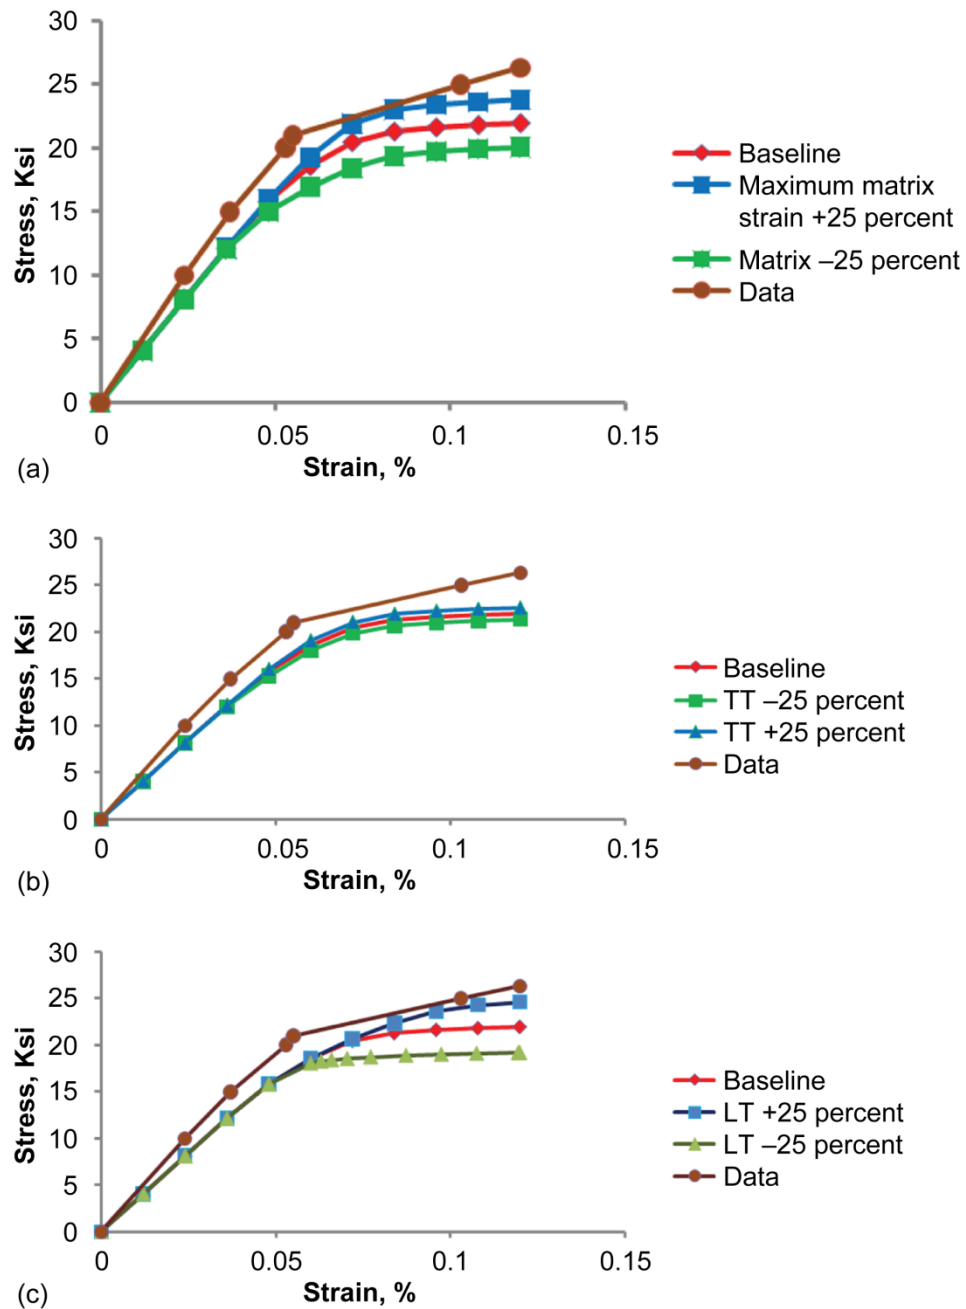 30
25
20
15
10
5
0
Stress, Ksi
0
0.05
0.1
0.15
Strain, %
(a)
Baseline
Maximum matrix
strain +25 percent
Matrix –25 percent
Data
30
25
20
15
10
5
0
Stress, Ksi
0
0.05
0.1
0.15
Strain, %
(b)
Baseline
TT –25 percent
TT +25 percent
Data
30
25
20
15
10
5
0
Stress, Ksi
0
0.05
0.1
0.15
Strain, %
(c)
Baseline
LT +25 percent
LT –25 percent
Data